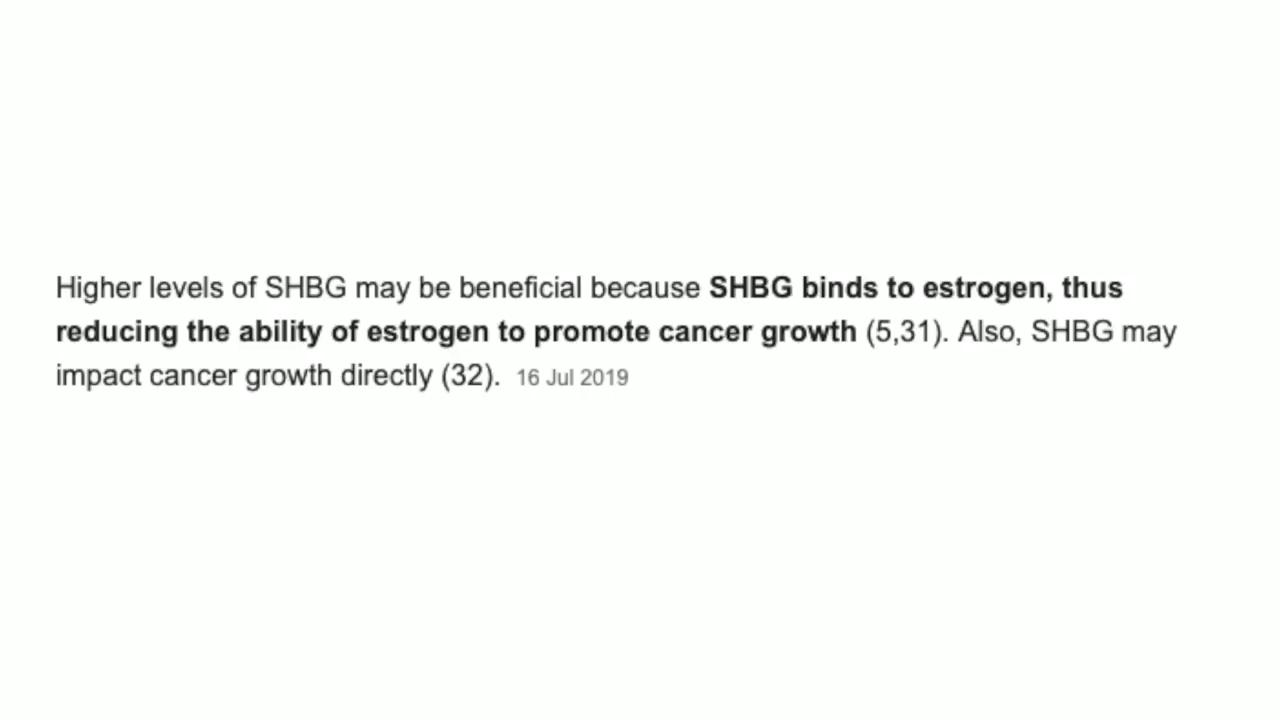 Higher levels of SHBG may be beneficial because SHBG binds to estrogen, thus
reducing the ability of estrogen to promote cancer growth (5,31). Also, SHBG may
impact cancer growth directly (32). 16 Jul 2019